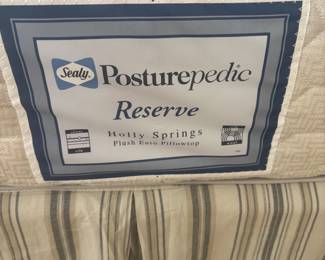 Sealy. Posturepedic
Reserve
Holly Springs
Plush Euro Pillowtop